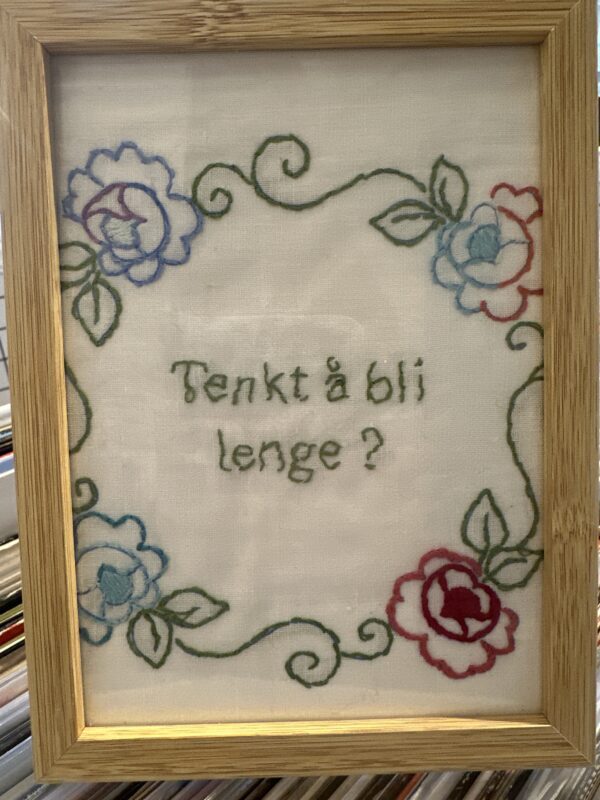 Tenkt å bli
lenge ?